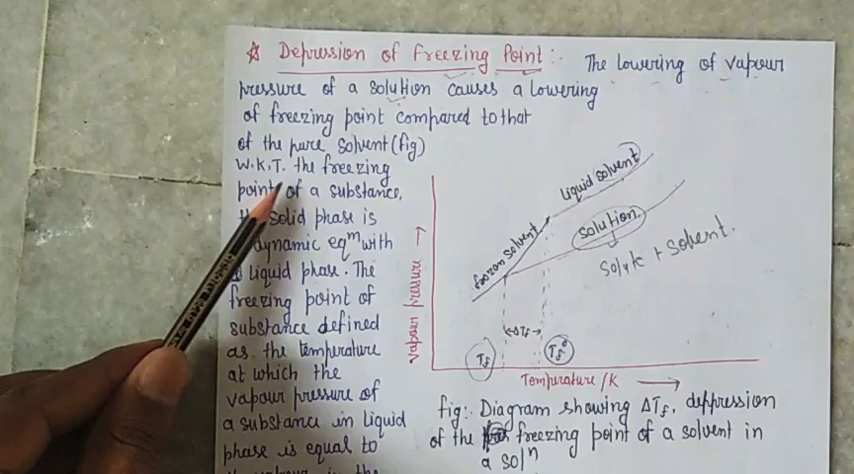 ☆ Depression of Freezing Point :- The lowering of vapour
pressure of a solution causes a lowering
of freezing point compared to that
of the pure solvent (fig)
W.K.T. the freezing
point of a substance,
the solid phase is
dynamic eqm with
liquid phase. The
freezing point of
substance defined
as the temperature
at which the
vapour pressure of
a substance in liquid
phase is equal to
Vapour pressure →
frozen solvent
liquid solvent
solution
solute + solvent.
←ΔTf→
Tf
Tf°
Temperature /K →
fig:- Diagram showing ΔTf, deppression
of the freezing point of a solvent in
a solⁿ